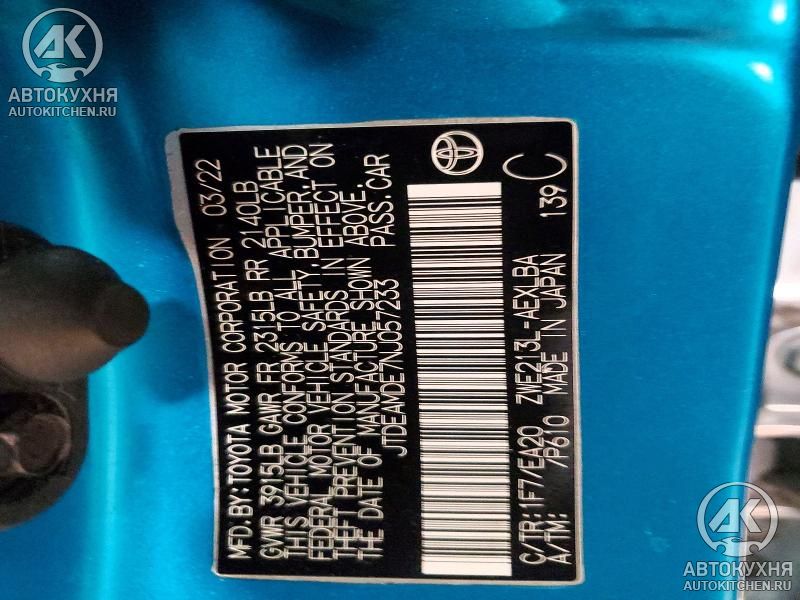 AK
АВТОКУХНЯ
AUTOKITCHEN.RU
MFD.BY:TOYOTA MOTOR CORPORATION 03/22
GVWR 3915LB GAWR FR 2315LB RR 2140LB
THIS VEHICLE CONFORMS TO ALL APPLICABLE
FEDERAL MOTOR VEHICLE SAFETY,BUMPER,AND
THEFT PREVENTION STANDARDS IN EFFECT ON
THE DATE OF MANUFACTURE SHOWN ABOVE.
JTDEAMDE7NJ057233 PASS.CAR
C/TR:1F7/EA20 ZWE213L-AEXLBA 139 C
A/TM: /P610 MADE IN JAPAN
AK
АВТОКУХНЯ
AUTOKITCHEN.RU